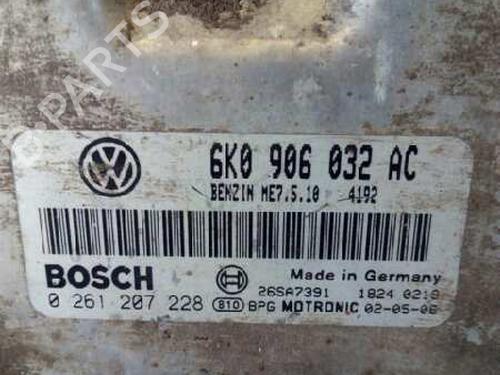 6K0 906 032 AC
BENZIN ME7.5.10 4192
BOSCH
Made in Germany
26SA7391 1824 0218
0 261 207 228 810 BPG MOTRONIC 02-05-06
B-PARTS